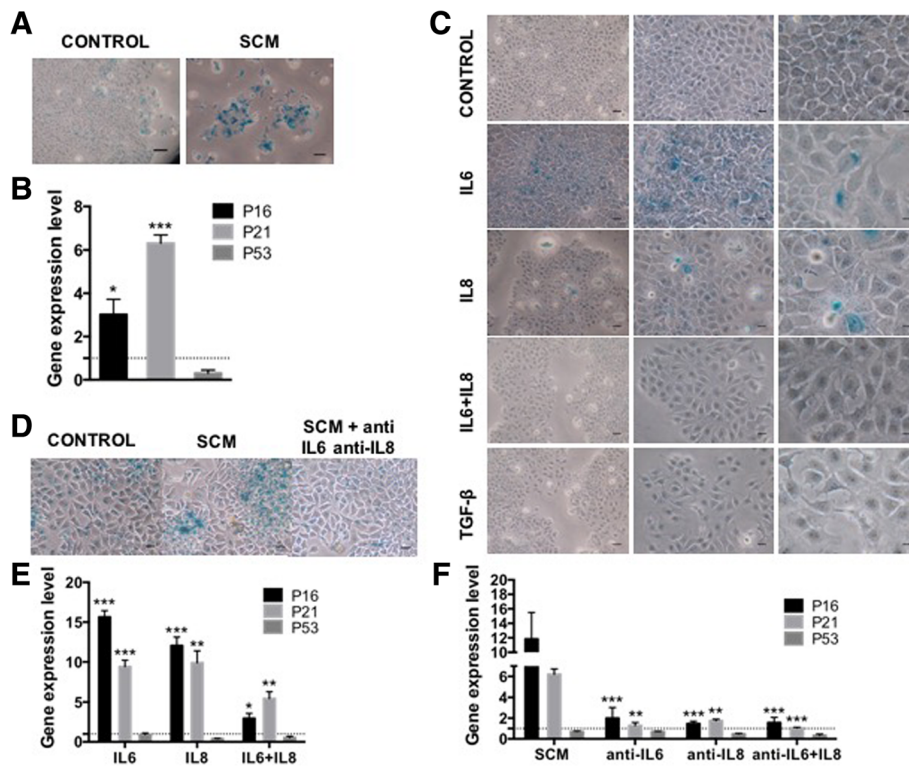 A
CONTROL SCM
B
Gene expression level
8
6
4
2
0
*
***
P16
P21
P53
C
CONTROL
IL6
IL8
IL6+IL8
TGF-β
D
CONTROL SCM SCM + anti
IL6 anti-IL8
E
Gene expression level
20
15
10
5
0
*** *** *** ** * **
P16
P21
P53
IL6 IL8 IL6+IL8
F
Gene expression level
20
18
16
14
12
10
6
4
2
0
*** ** *** ** *** ***
P16
P21
P53
SCM anti-IL6 anti-IL8 anti-IL6+IL8